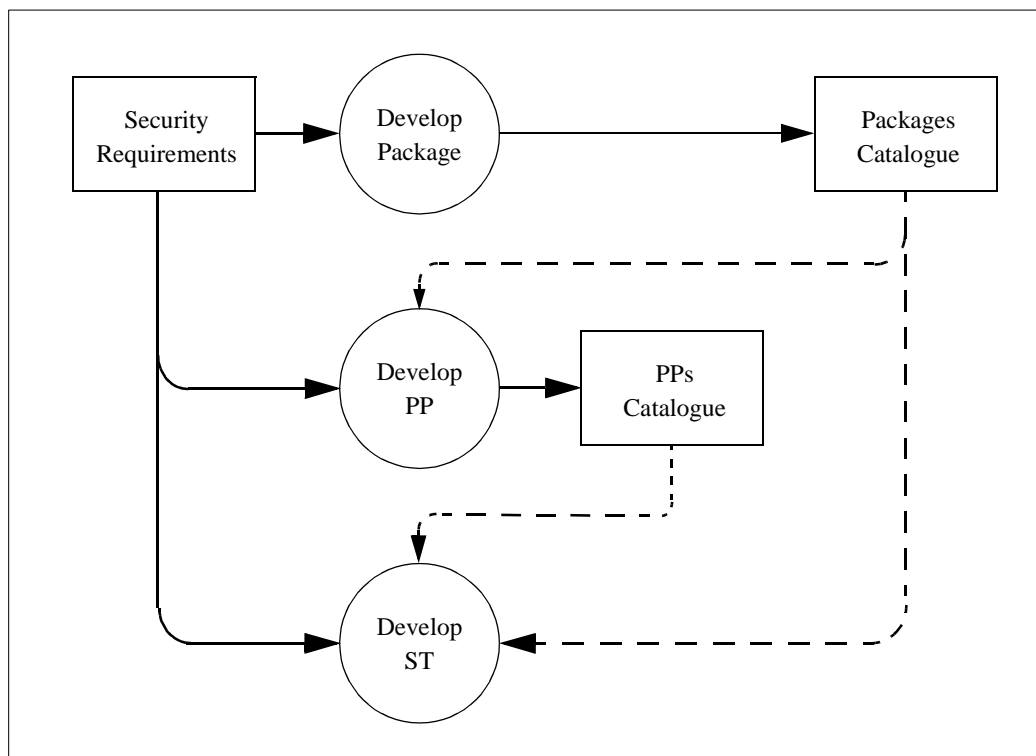 Security
Requirements
Develop
Package
Packages
Catalogue
Develop
PP
PPs
Catalogue
Develop
ST